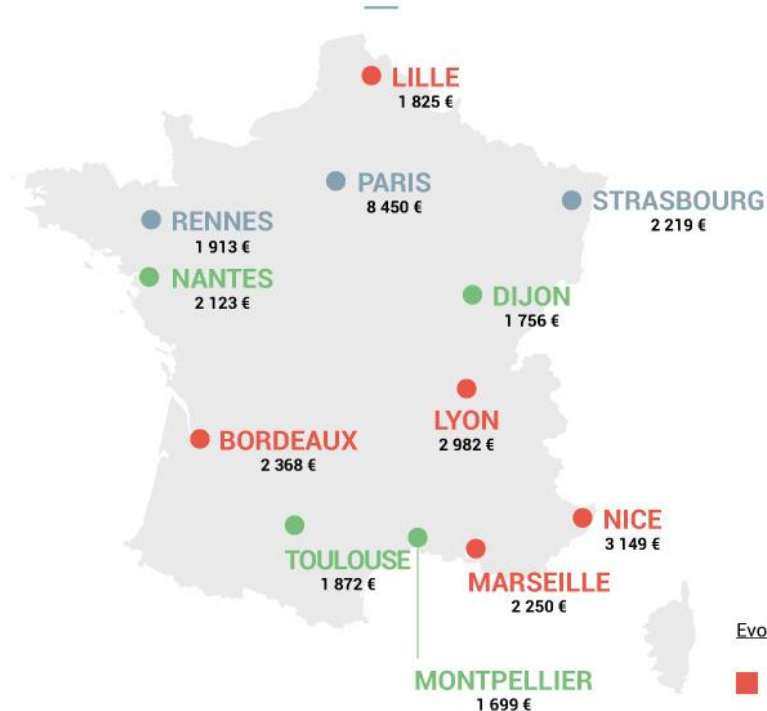 LILLE
1 825 €
PARIS
8 450 €
STRASBOURG
2 219 €
RENNES
1 913 €
NANTES
2 123 €
DIJON
1 756 €
LYON
2 982 €
BORDEAUX
2 368 €
NICE
3 149 €
TOULOUSE
1 872 €
MARSEILLE
2 250 €
Evo
MONTPELLIER
1 699 €